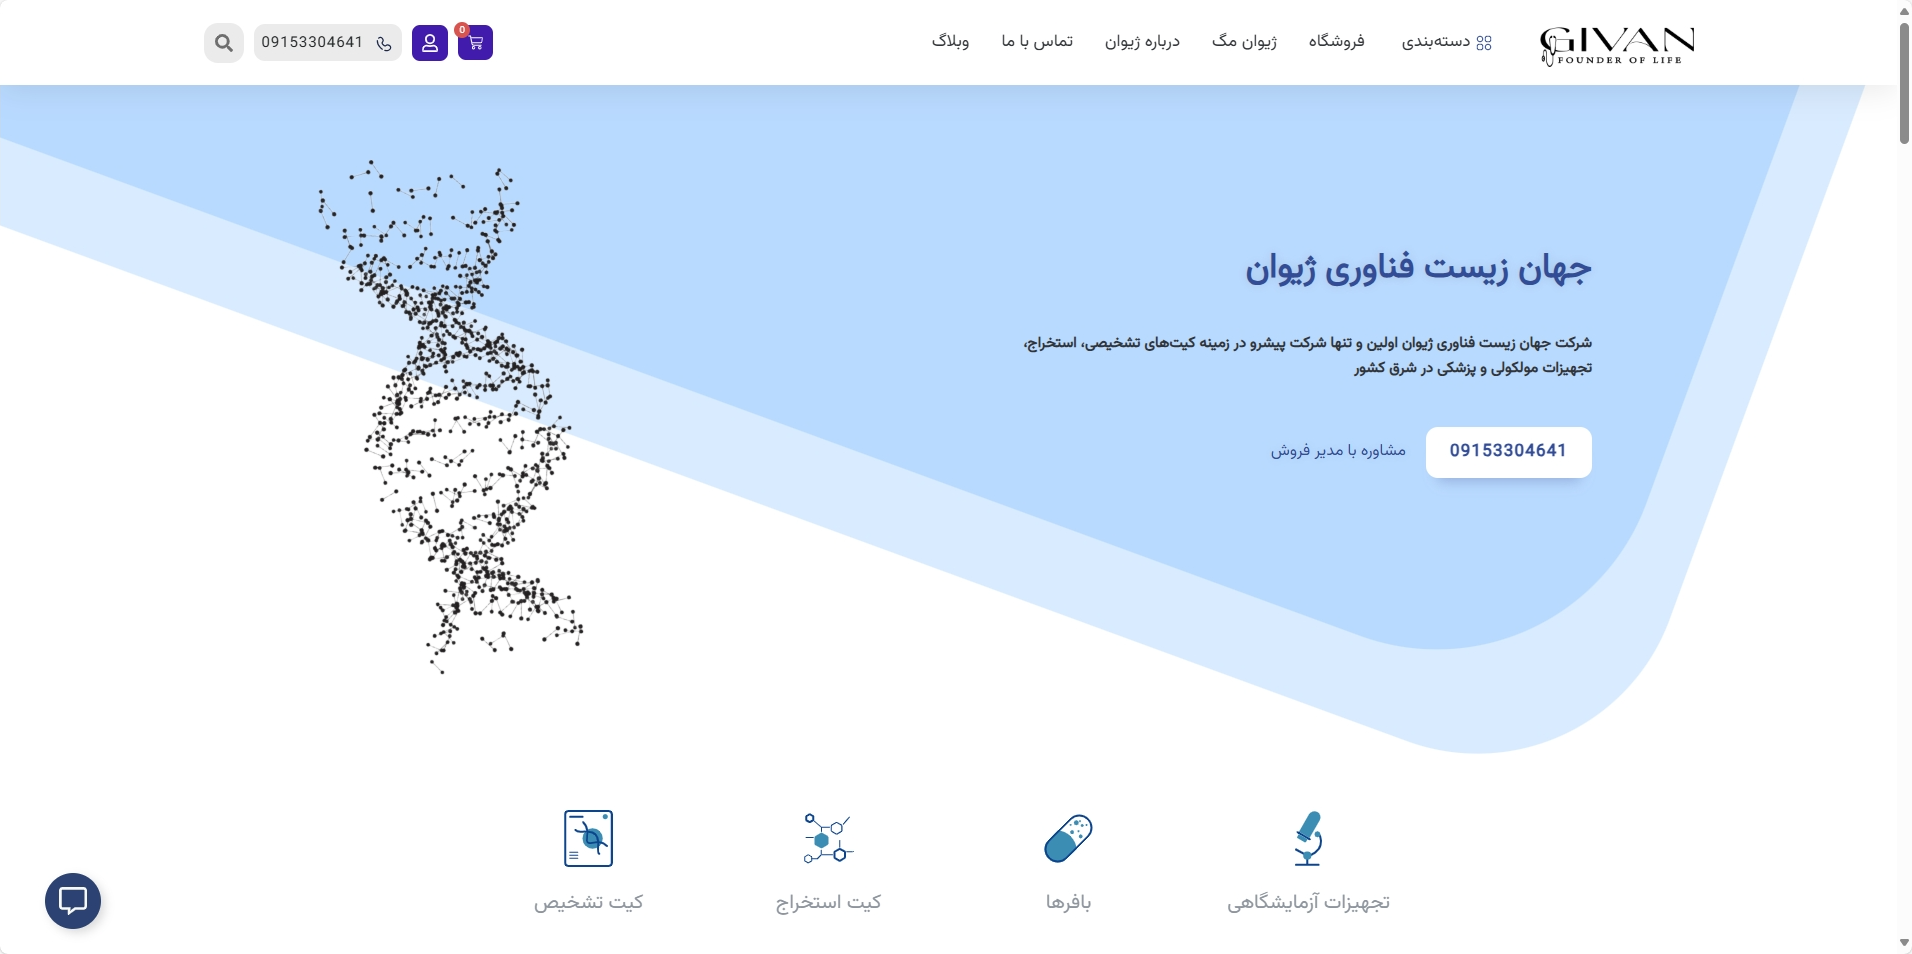 GIVAN
FOUNDER OF LIFE
دسته‌بندی
فروشگاه
ژیوان مگ
درباره ژیوان
تماس با ما
وبلاگ
0
09153304641
جهان زیست فناوری ژیوان
شرکت جهان زیست فناوری ژیوان اولین و تنها شرکت پیشرو در زمینه کیت‌های تشخیصی، استخراج،
تجهیزات مولکولی و پزشکی در شرق کشور
09153304641
مشاوره با مدیر فروش
تجهیزات آزمایشگاهی
بافرها
کیت استخراج
کیت تشخیص